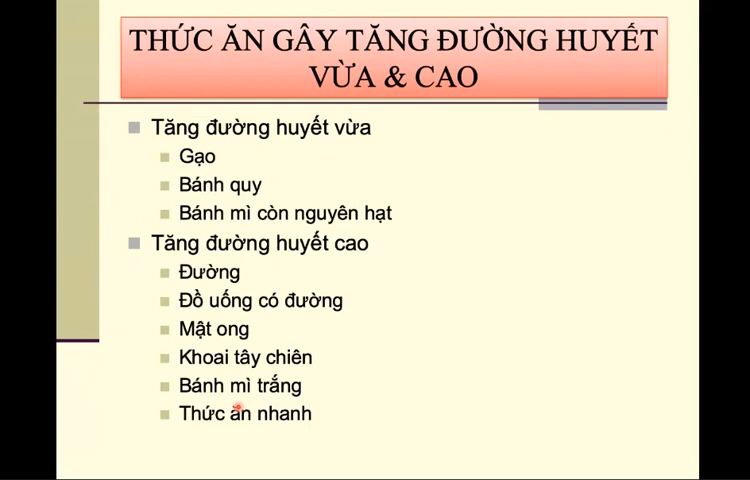 THỨC ĂN GÂY TĂNG ĐƯỜNG HUYẾT
VỪA & CAO
Tăng đường huyết vừa
Gạo
Bánh quy
Bánh mì còn nguyên hạt
Tăng đường huyết cao
Đường
Đồ uống có đường
Mật ong
Khoai tây chiên
Bánh mì trắng
Thức ăn nhanh